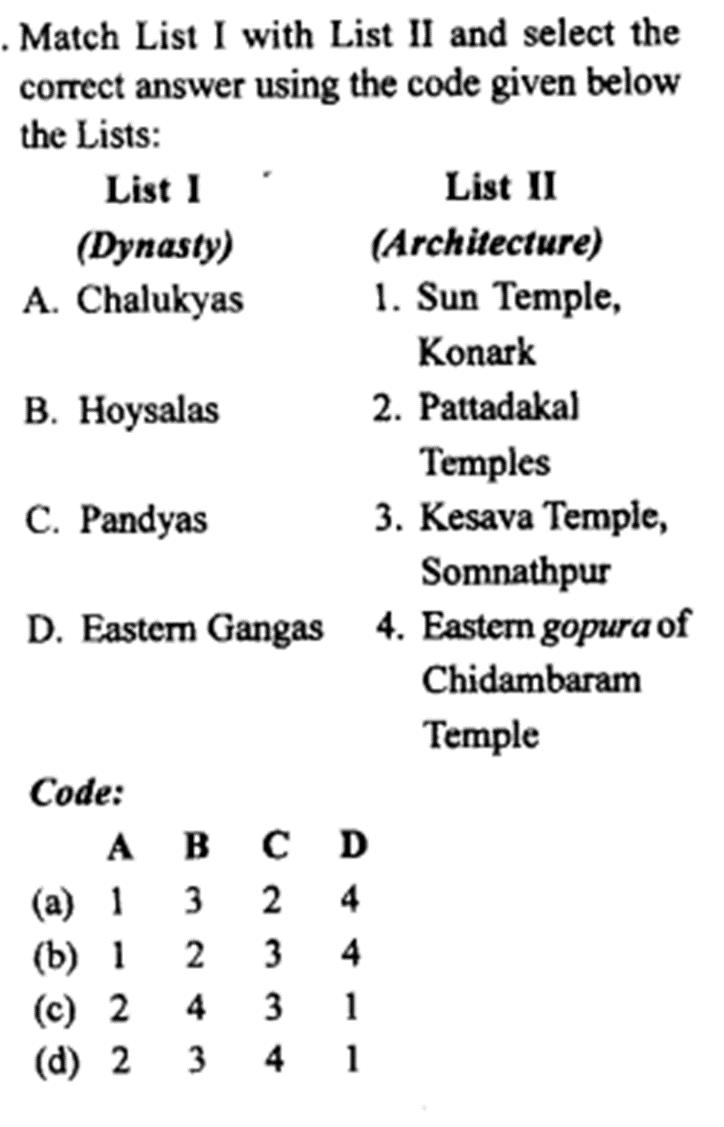 . Match List I with List II and select the
correct answer using the code given below
the Lists:
List I List II
(Dynasty) (Architecture)
A. Chalukyas 1. Sun Temple,
Konark
B. Hoysalas 2. Pattadakal
Temples
C. Pandyas 3. Kesava Temple,
Somnathpur
D. Eastern Gangas 4. Eastern gopura of
Chidambaram
Temple
Code:
A B C D
(a) 1 3 2 4
(b) 1 2 3 4
(c) 2 4 3 1
(d) 2 3 4 1